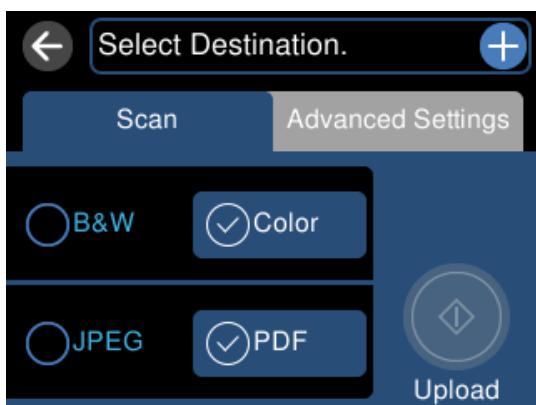 Select Destination.
Scan
Advanced Settings
B&W
Color
JPEG
PDF
Upload